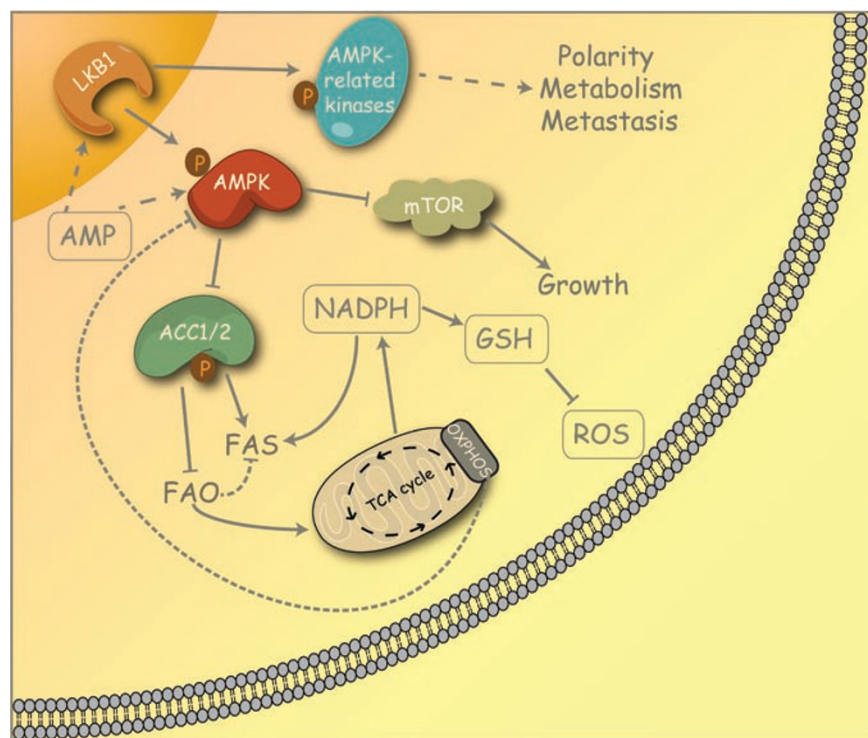 LKB1
AMPK-
related
kinases
P
Polarity
Metabolism
Metastasis
P
AMPK
AMP
mTOR
Growth
NADPH
ACC1/2
P
GSH
FAS
ROS
OXPHOS
TCA cycle
FAO